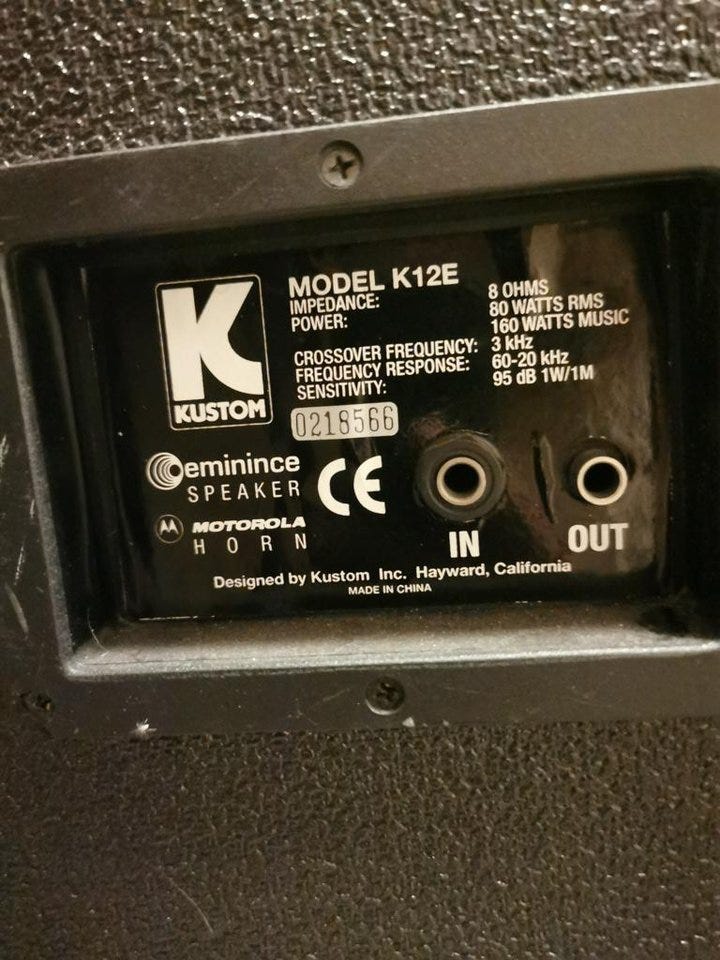 K
KUSTOM
MODEL K12E
IMPEDANCE: 8 OHMS
POWER: 80 WATTS RMS
160 WATTS MUSIC
CROSSOVER FREQUENCY: 3 kHz
FREQUENCY RESPONSE: 60-20 kHz
SENSITIVITY: 95 dB 1W/1M
0218566
eminince
SPEAKER
CE
MOTOROLA
HORN
IN
OUT
Designed by Kustom Inc. Hayward, California
MADE IN CHINA